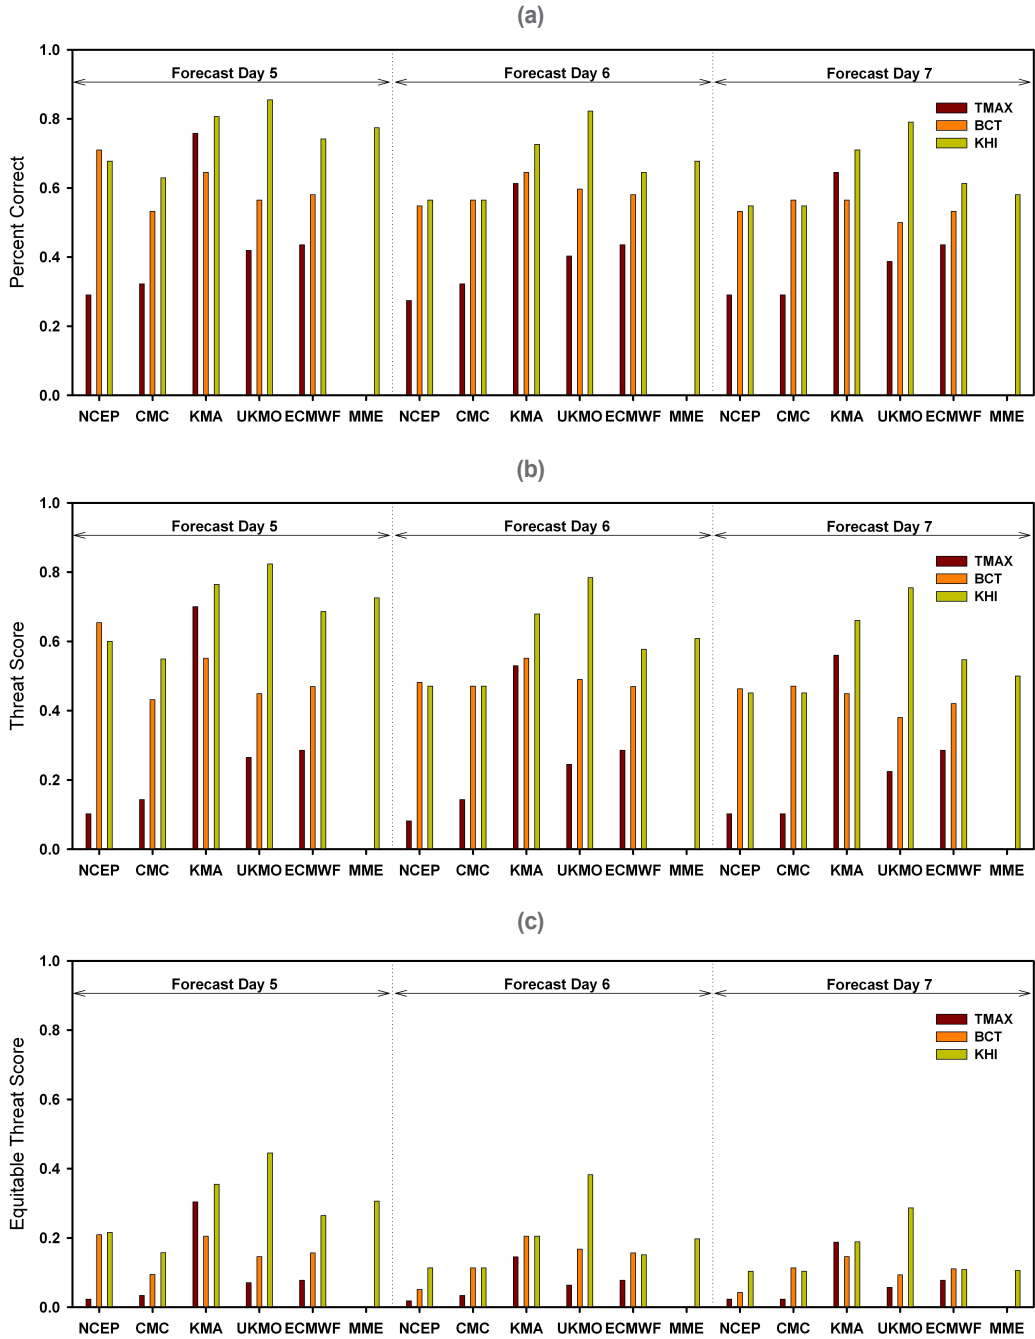 (a)
1.0
Forecast Day 5 Forecast Day 6 Forecast Day 7
TMAX
BCT
KHI
0.8
0.6
0.4
0.2
0.0
Percent Correct
NCEP CMC KMA UKMO ECMWF MME NCEP CMC KMA UKMO ECMWF MME NCEP CMC KMA UKMO ECMWF MME
(b)
1.0
Forecast Day 5 Forecast Day 6 Forecast Day 7
TMAX
BCT
KHI
0.8
0.6
0.4
0.2
0.0
Threat Score
NCEP CMC KMA UKMO ECMWF MME NCEP CMC KMA UKMO ECMWF MME NCEP CMC KMA UKMO ECMWF MME
(c)
1.0
Forecast Day 5 Forecast Day 6 Forecast Day 7
TMAX
BCT
KHI
0.8
0.6
0.4
0.2
0.0
Equitable Threat Score
NCEP CMC KMA UKMO ECMWF MME NCEP CMC KMA UKMO ECMWF MME NCEP CMC KMA UKMO ECMWF MME